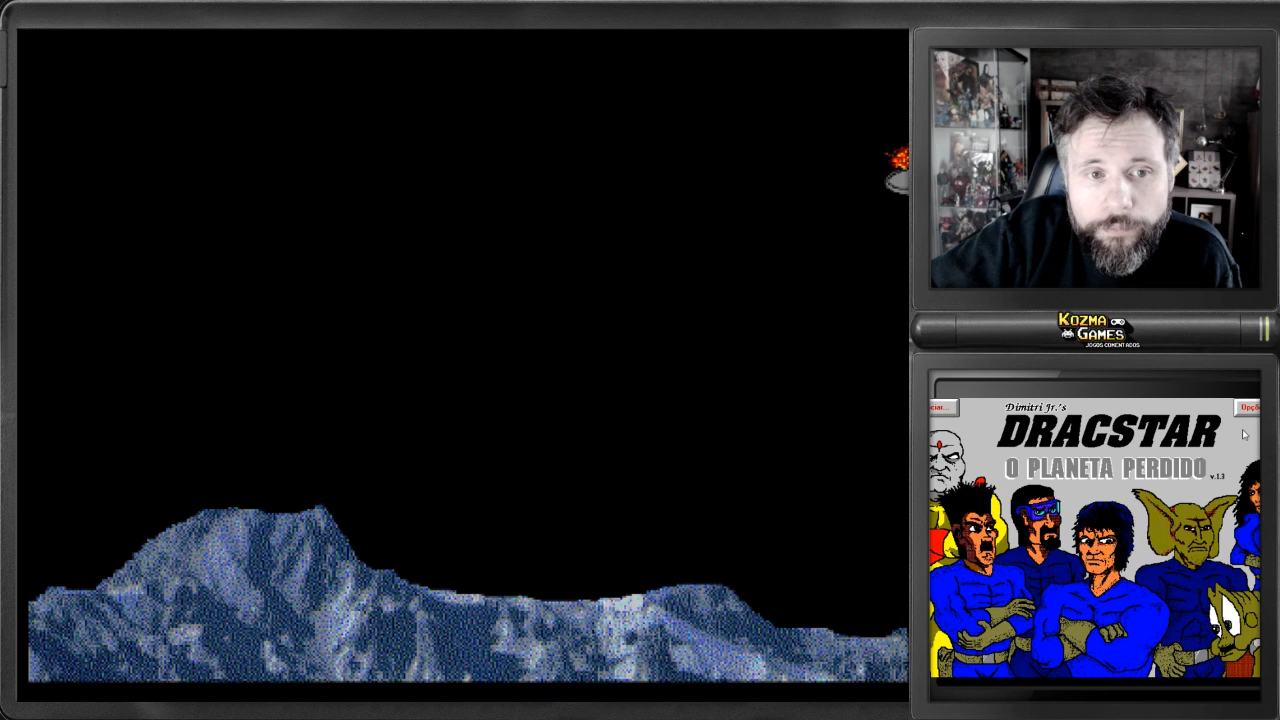 KOZMA
GAMES
JOGOS COMENTADOS
Dimitri Jr.'s
DRACSTAR
O PLANETA PERDIDO
v.1.3